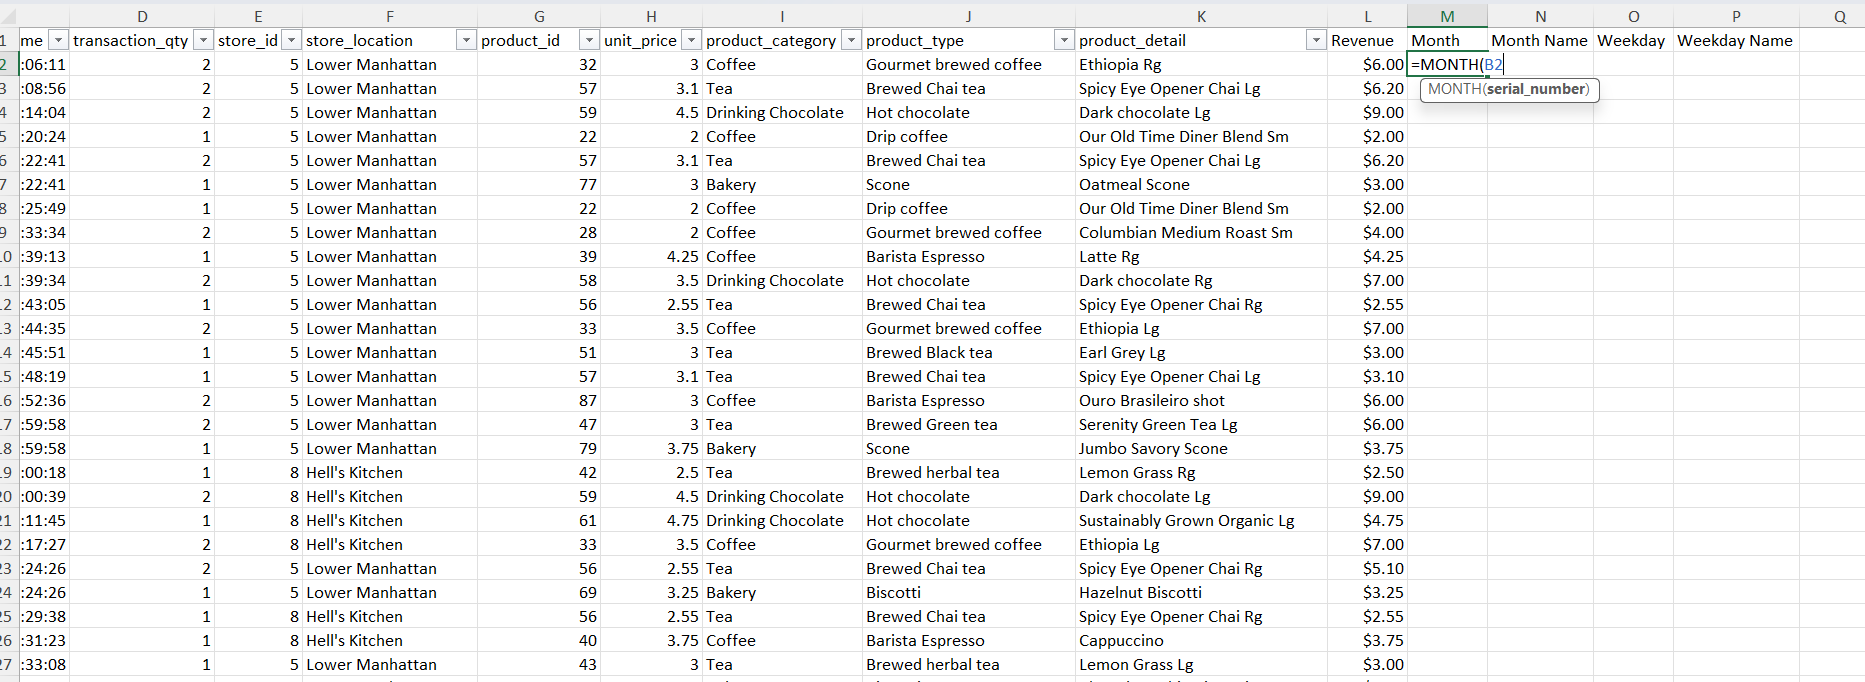 D E F G H I J K L M N O P Q
1 me transaction_qty store_id store_location product_id unit_price product_category product_type product_detail Revenue Month Month Name Weekday Weekday Name
2 :06:11 2 5 Lower Manhattan 32 3 Coffee Gourmet brewed coffee Ethiopia Rg $6.00 =MONTH(B2
3 :08:56 2 5 Lower Manhattan 57 3.1 Tea Brewed Chai tea Spicy Eye Opener Chai Lg $6.20 MONTH(serial_number)
4 :14:04 2 5 Lower Manhattan 59 4.5 Drinking Chocolate Hot chocolate Dark chocolate Lg $9.00
5 :20:24 1 5 Lower Manhattan 22 2 Coffee Drip coffee Our Old Time Diner Blend Sm $2.00
6 :22:41 2 5 Lower Manhattan 57 3.1 Tea Brewed Chai tea Spicy Eye Opener Chai Lg $6.20
7 :22:41 1 5 Lower Manhattan 77 3 Bakery Scone Oatmeal Scone $3.00
8 :25:49 1 5 Lower Manhattan 22 2 Coffee Drip coffee Our Old Time Diner Blend Sm $2.00
9 :33:34 2 5 Lower Manhattan 28 2 Coffee Gourmet brewed coffee Columbian Medium Roast Sm $4.00
0 :39:13 1 5 Lower Manhattan 39 4.25 Coffee Barista Espresso Latte Rg $4.25
1 :39:34 2 5 Lower Manhattan 58 3.5 Drinking Chocolate Hot chocolate Dark chocolate Rg $7.00
2 :43:05 1 5 Lower Manhattan 56 2.55 Tea Brewed Chai tea Spicy Eye Opener Chai Rg $2.55
3 :44:35 2 5 Lower Manhattan 33 3.5 Coffee Gourmet brewed coffee Ethiopia Lg $7.00
4 :45:51 1 5 Lower Manhattan 51 3 Tea Brewed Black tea Earl Grey Lg $3.00
5 :48:19 1 5 Lower Manhattan 57 3.1 Tea Brewed Chai tea Spicy Eye Opener Chai Lg $3.10
6 :52:36 2 5 Lower Manhattan 87 3 Coffee Barista Espresso Ouro Brasileiro shot $6.00
7 :59:58 2 5 Lower Manhattan 47 3 Tea Brewed Green tea Serenity Green Tea Lg $6.00
8 :59:58 1 5 Lower Manhattan 79 3.75 Bakery Scone Jumbo Savory Scone $3.75
9 :00:18 1 8 Hell's Kitchen 42 2.5 Tea Brewed herbal tea Lemon Grass Rg $2.50
20 :00:39 2 8 Hell's Kitchen 59 4.5 Drinking Chocolate Hot chocolate Dark chocolate Lg $9.00
21 :11:45 1 8 Hell's Kitchen 61 4.75 Drinking Chocolate Hot chocolate Sustainably Grown Organic Lg $4.75
22 :17:27 2 8 Hell's Kitchen 33 3.5 Coffee Gourmet brewed coffee Ethiopia Lg $7.00
23 :24:26 2 5 Lower Manhattan 56 2.55 Tea Brewed Chai tea Spicy Eye Opener Chai Rg $5.10
24 :24:26 1 5 Lower Manhattan 69 3.25 Bakery Biscotti Hazelnut Biscotti $3.25
25 :29:38 1 8 Hell's Kitchen 56 2.55 Tea Brewed Chai tea Spicy Eye Opener Chai Rg $2.55
26 :31:23 1 8 Hell's Kitchen 40 3.75 Coffee Barista Espresso Cappuccino $3.75
27 :33:08 1 5 Lower Manhattan 43 3 Tea Brewed herbal tea Lemon Grass Lg $3.00